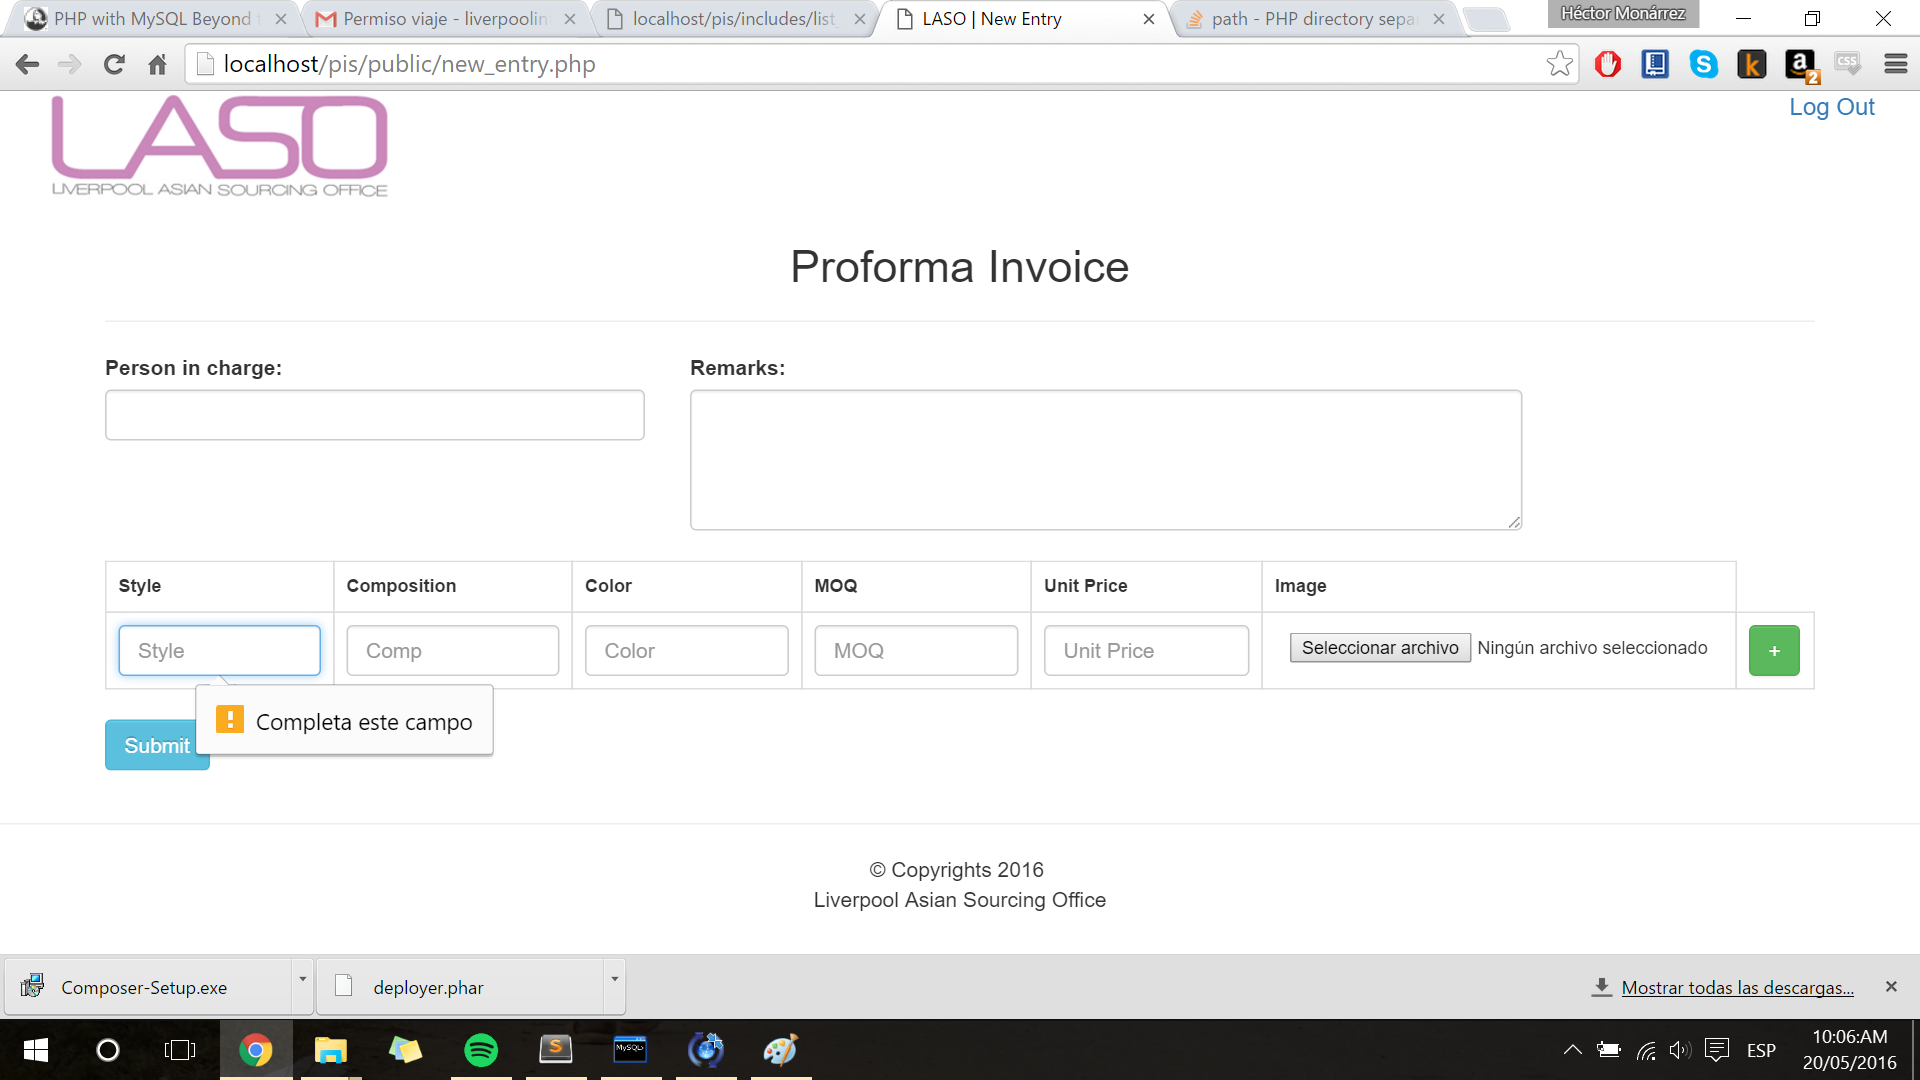 PHP with MySQL Beyond t
Permiso viaje - liverpoolin
localhost/pis/includes/list
LASO | New Entry
path - PHP directory sepa
Héctor Monárrez
localhost/pis/public/new_entry.php
k
a
2
CSS
LASO
LIVERPOOL ASIAN SOURCING OFFICE
Log Out
Proforma Invoice
Person in charge:
Remarks:
Style Composition Color MOQ Unit Price Image
Style Comp Color MOQ Unit Price Seleccionar archivo Ningún archivo seleccionado +
! Completa este campo
Submit
© Copyrights 2016
Liverpool Asian Sourcing Office
Composer-Setup.exe
deployer.phar
Mostrar todas las descargas...
S
MySQL>
ESP
10:06:AM
20/05/2016